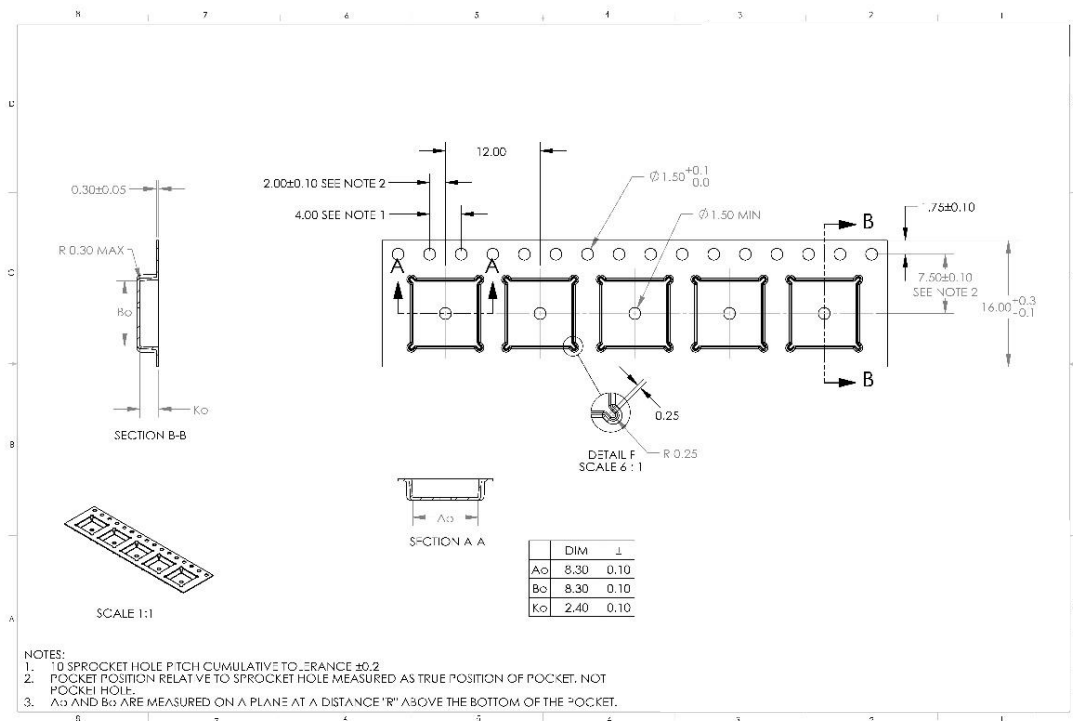 8 7 6 5 4 3 2 1
D
12.00
0.30±0.05
2.00±0.10 SEE NOTE 2
Ø1.50 +0.1 0.0
4.00 SEE NOTE 1
Ø1.50 MIN
.75±0.10
B
R 0.30 MAX
A A
C
7.50±0.10
SEE NOTE 2
16.00 +0.3 -0.1
Bo
B
Ko
0.25
SECTION B-B
B
R 0.25
DETAIL F
SCALE 6 : 1
Ao
SECTION A A
DIM ±
Ao 8.30 0.10
Bo 8.30 0.10
Ko 2.40 0.10
SCALE 1:1
A
NOTES:
1. 10 SPROCKET HOLE PITCH CUMULATIVE TOLERANCE ±0.2
2. POCKET POSITION RELATIVE TO SPROCKET HOLE MEASURED AS TRUE POSITION OF POCKET, NOT
POCKET HOLE.
3. Ao AND Bo ARE MEASURED ON A PLANE AT A DISTANCE "R" ABOVE THE BOTTOM OF THE POCKET.
8 7 6 5 4 3 2 1